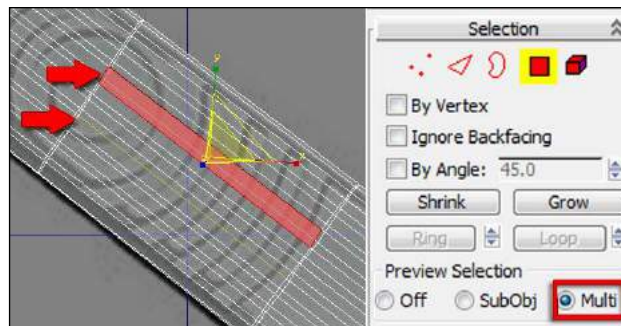 Selection
By Vertex
Ignore Backfacing
By Angle: 45.0
Shrink Grow
Ring Loop
Preview Selection
Off SubObj Multi
y
x